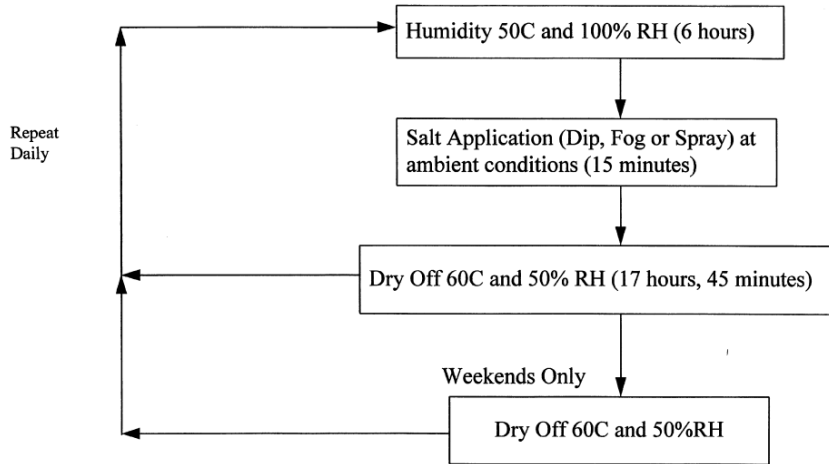 Humidity 50C and 100% RH (6 hours)
Repeat
Daily
Salt Application (Dip, Fog or Spray) at
ambient conditions (15 minutes)
Dry Off 60C and 50% RH (17 hours, 45 minutes)
Weekends Only
Dry Off 60C and 50%RH